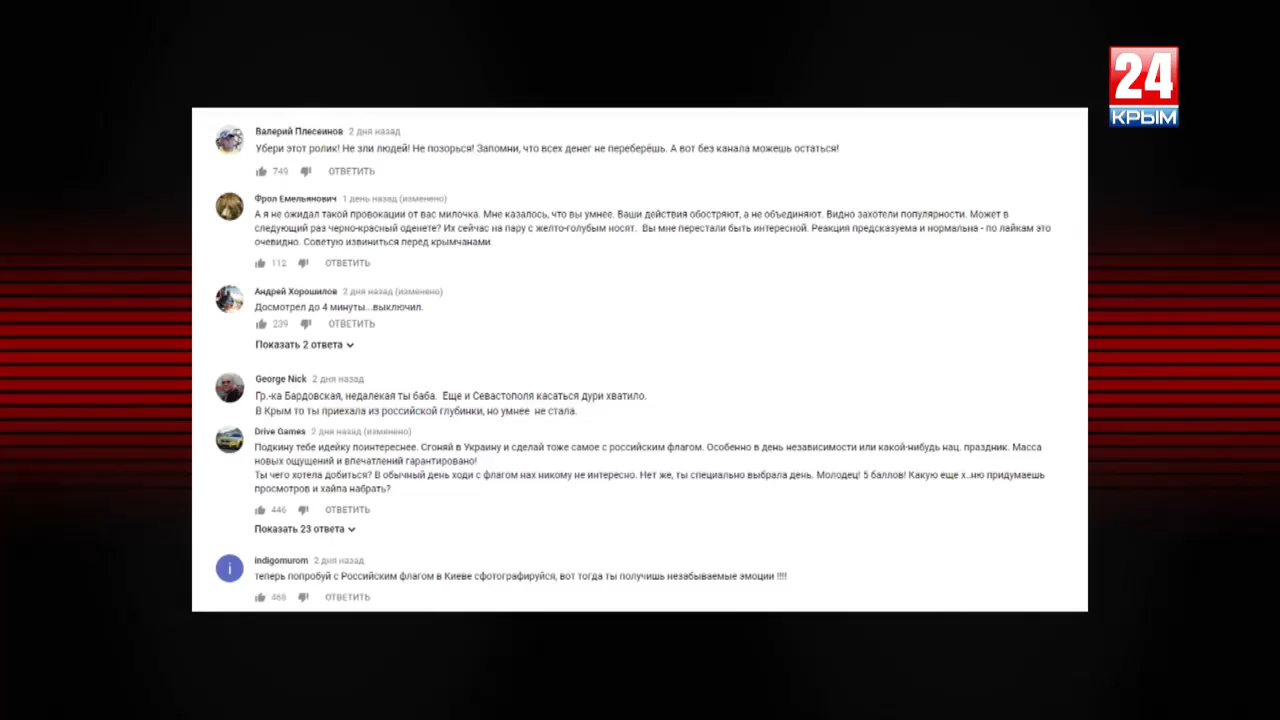 24
КРЫМ
Валерий Плесеинов 2 дня назад
Убери этот ролик! Не зли людей! Не позорься! Запомни, что всех денег не переберёшь. А вот без канала можешь остаться!
749 ОТВЕТИТЬ
Фрол Емельянович 1 день назад (изменено)
А я не ожидал такой провокации от вас милочка. Мне казалось, что вы умнее. Ваши действия обостряют, а не объединяют. Видно захотели популярности. Может в
следующий раз черно-красный оденете? Их сейчас на пару с желто-голубым носят. Вы мне перестали быть интересной. Реакция предсказуема и нормальна - по лайкам это
очевидно. Советую извиниться перед крымчанами.
112 ОТВЕТИТЬ
Андрей Хорошилов 2 дня назад (изменено)
Досмотрел до 4 минуты...выключил.
239 ОТВЕТИТЬ
Показать 2 ответа
George Nick 2 дня назад
Гр.-ка Бардовская, недалекая ты баба. Еще и Севастополя касаться дури хватило.
В Крым то ты приехала из российской глубинки, но умнее не стала.
Drive Games 2 дня назад (изменено)
Подкину тебе идейку поинтереснее. Сгоняй в Украину и сделай тоже самое с российским флагом. Особенно в день независимости или какой-нибудь нац. праздник. Масса
новых ощущений и впечатлений гарантировано!
Ты чего хотела добиться? В обычный день ходи с флагом нах никому не интересно. Нет же, ты специально выбрала день. Молодец! 5 баллов! Какую еще х..ню придумаешь
просмотров и хайпа набрать?
446 ОТВЕТИТЬ
Показать 23 ответа
i
indigomurom 2 дня назад
теперь попробуй с Российским флагом в Киеве сфотографируйся, вот тогда ты получишь незабываемые эмоции !!!!
468 ОТВЕТИТЬ